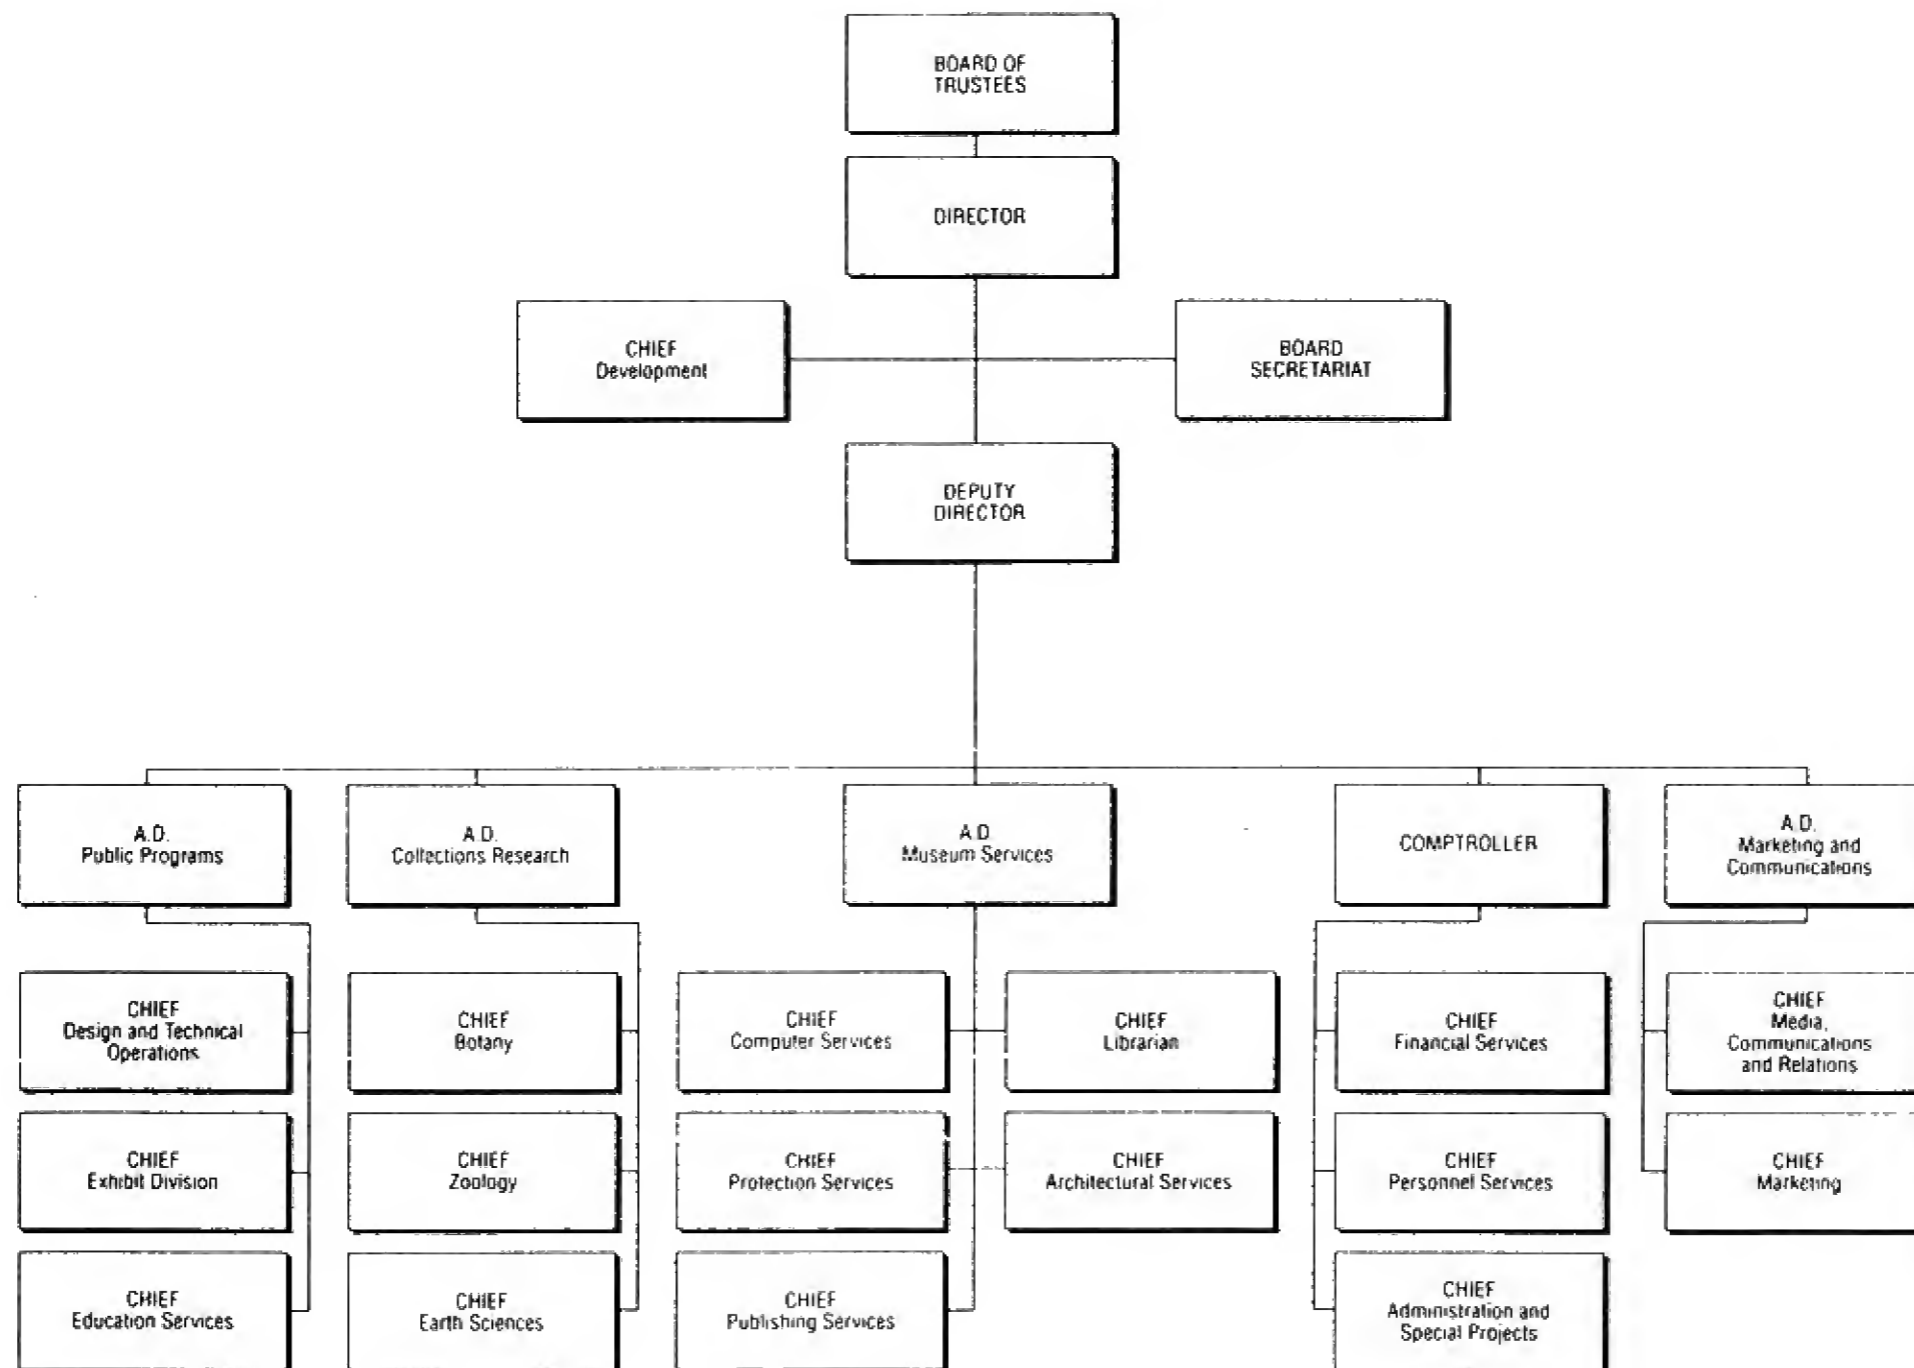 BOARD OF
TRUSTEES
DIRECTOR
CHIEF
Development
BOARD
SECRETARIAT
DEPUTY
DIRECTOR
A.D.
Public Programs
A.D.
Collections Research
A.D.
Museum Services
COMPTROLLER
A.D.
Marketing and
Communications
CHIEF
Design and Technical
Operations
CHIEF
Botany
CHIEF
Computer Services
CHIEF
Librarian
CHIEF
Financial Services
CHIEF
Media,
Communications
and Relations
CHIEF
Exhibit Division
CHIEF
Zoology
CHIEF
Protection Services
CHIEF
Architectural Services
CHIEF
Personnel Services
CHIEF
Marketing
CHIEF
Education Services
CHIEF
Earth Sciences
CHIEF
Publishing Services
CHIEF
Administration and
Special Projects